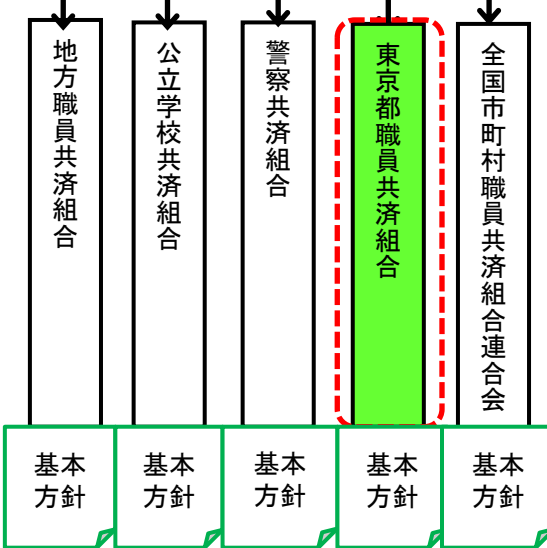 地方職員共済組合
公立学校共済組合
警察共済組合
東京都職員共済組合
全国市町村職員共済組合連合会
基本
方針
基本
方針
基本
方針
基本
方針
基本
方針